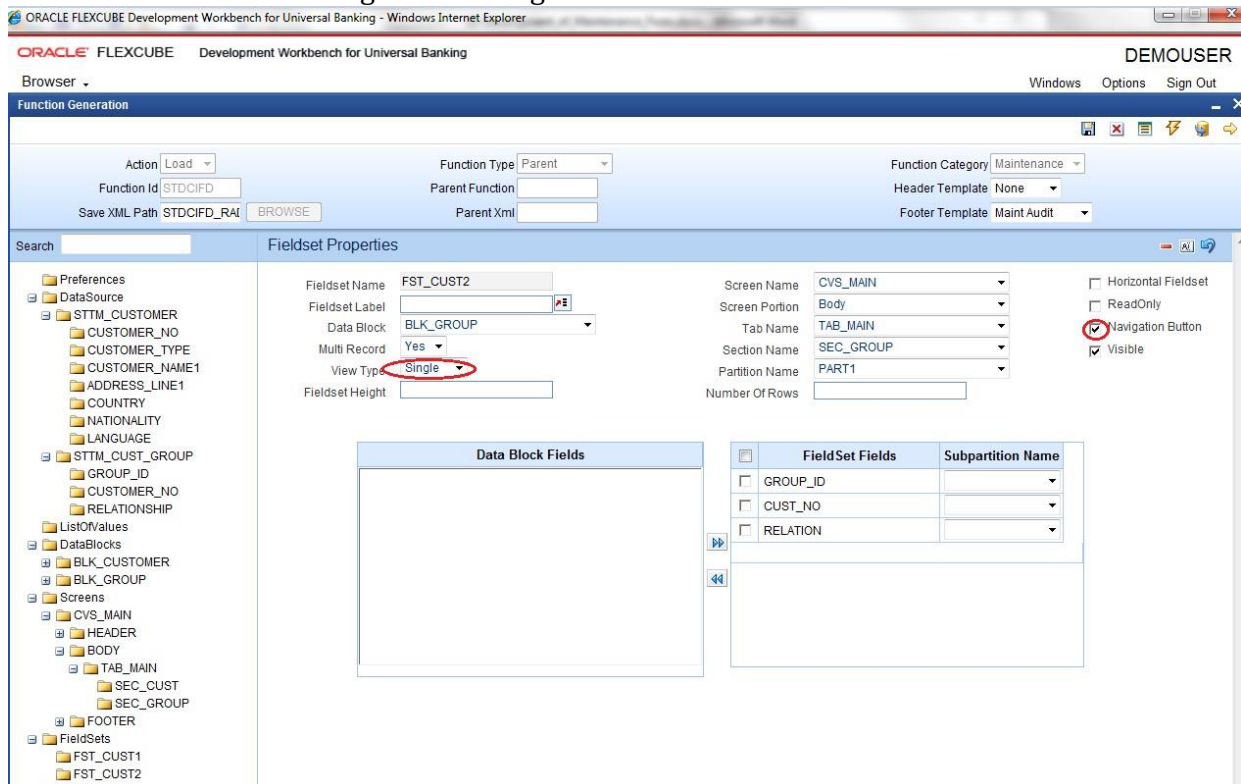 ORACLE FLEXCUBE Development Workbench for Universal Banking - Windows Internet Explorer
ORACLE FLEXCUBE Development Workbench for Universal Banking
DEMOUSER
Browser
Windows Options Sign Out
Function Generation
Action Load Function Type Parent Function Category Maintenance
Function Id STDCIFD Parent Function Header Template None
Save XML Path STDCIFD_RAD BROWSE Parent Xml Footer Template Maint Audit
Search
Fieldset Properties
Preferences
DataSource
STTM_CUSTOMER
CUSTOMER_NO
CUSTOMER_TYPE
CUSTOMER_NAME1
ADDRESS_LINE1
COUNTRY
NATIONALITY
LANGUAGE
STTM_CUST_GROUP
GROUP_ID
CUSTOMER_NO
RELATIONSHIP
ListOfValues
DataBlocks
BLK_CUSTOMER
BLK_GROUP
Screens
CVS_MAIN
HEADER
BODY
TAB_MAIN
SEC_CUST
SEC_GROUP
FOOTER
FieldSets
FST_CUST1
FST_CUST2
Fieldset Name FST_CUST2 Screen Name CVS_MAIN Horizontal Fieldset
Fieldset Label Screen Portion Body ReadOnly
Data Block BLK_GROUP Tab Name TAB_MAIN Navigation Button
Multi Record Yes Section Name SEC_GROUP Visible
View Type Single Partition Name PART1
Fieldset Height Number Of Rows
Data Block Fields
FieldSet Fields Subpartition Name
GROUP_ID
CUST_NO
RELATION